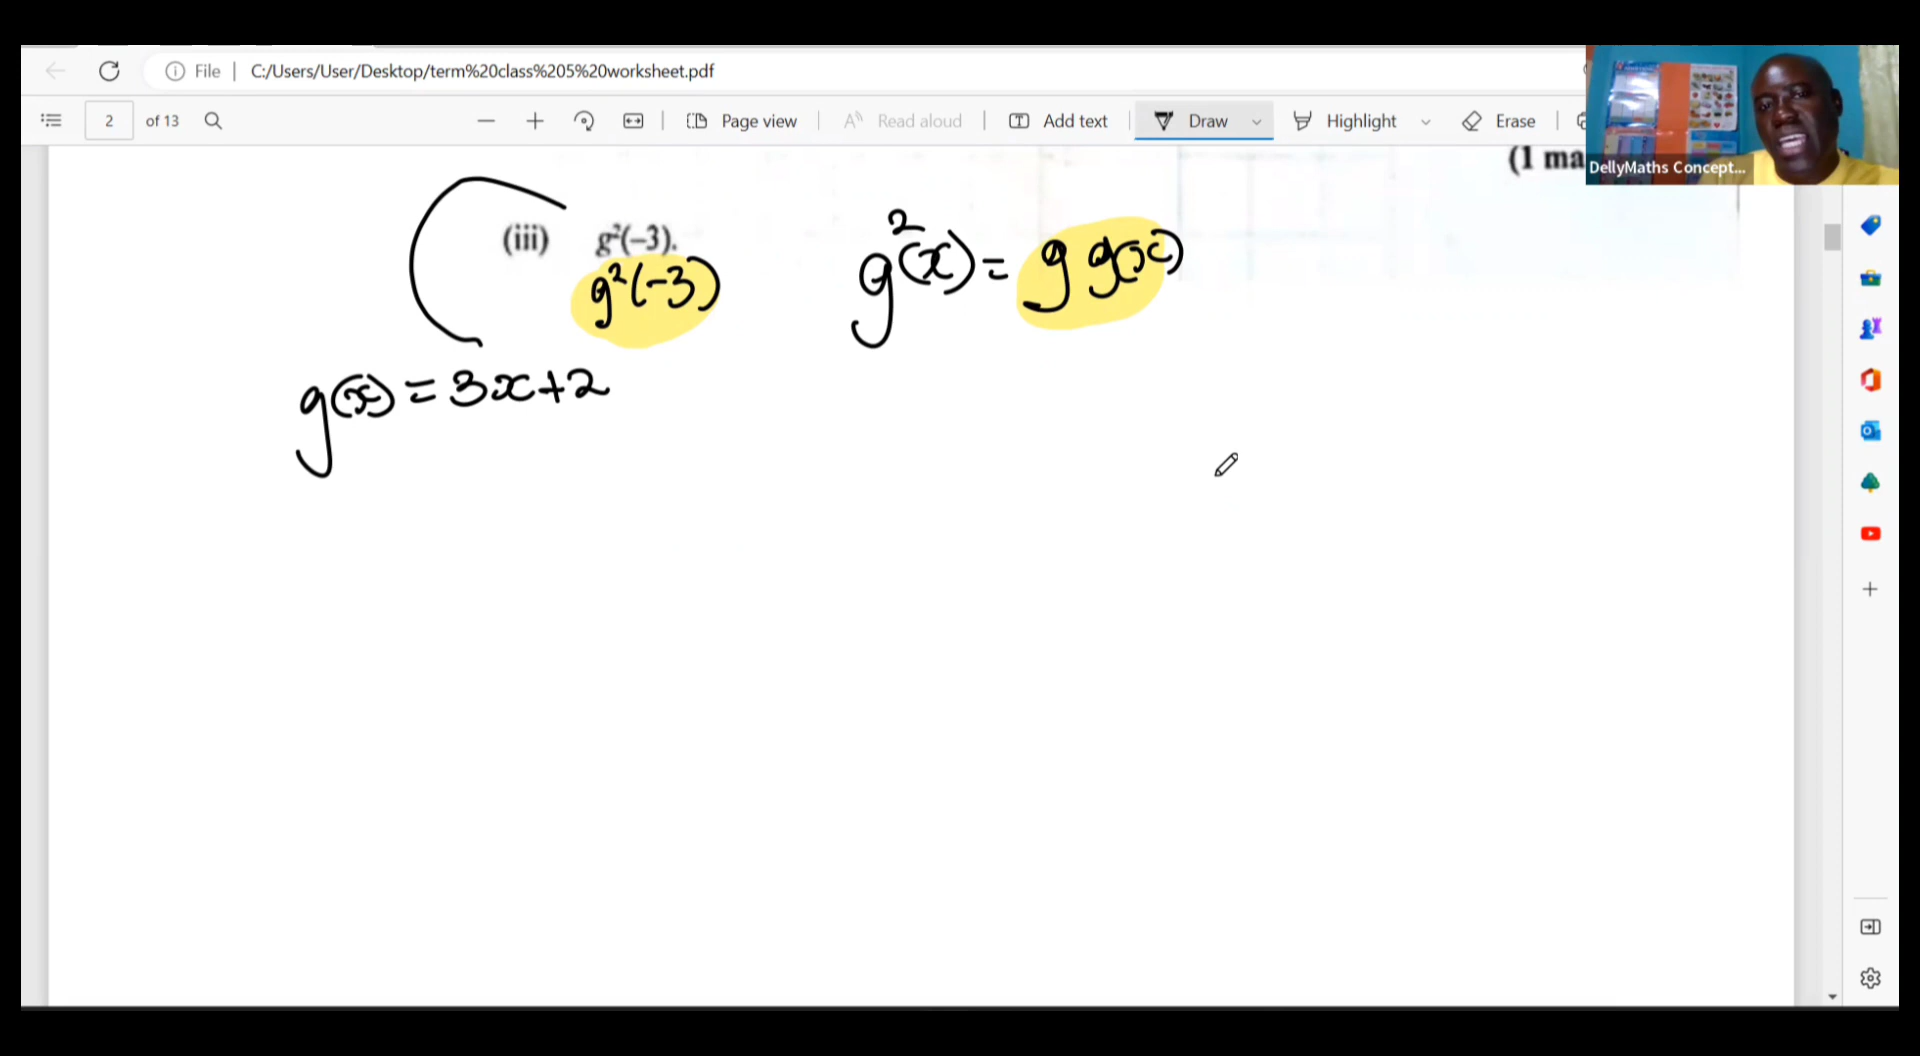 File | C:/Users/User/Desktop/term%20class%205%20worksheet.pdf
2 of 13 Page view Read aloud Add text Draw Highlight Erase
(1 ma
DellyMaths Concept...
(iii) g²(−3).
g²(−3)
g²(x) = g g(x)
g(x) = 3x+2